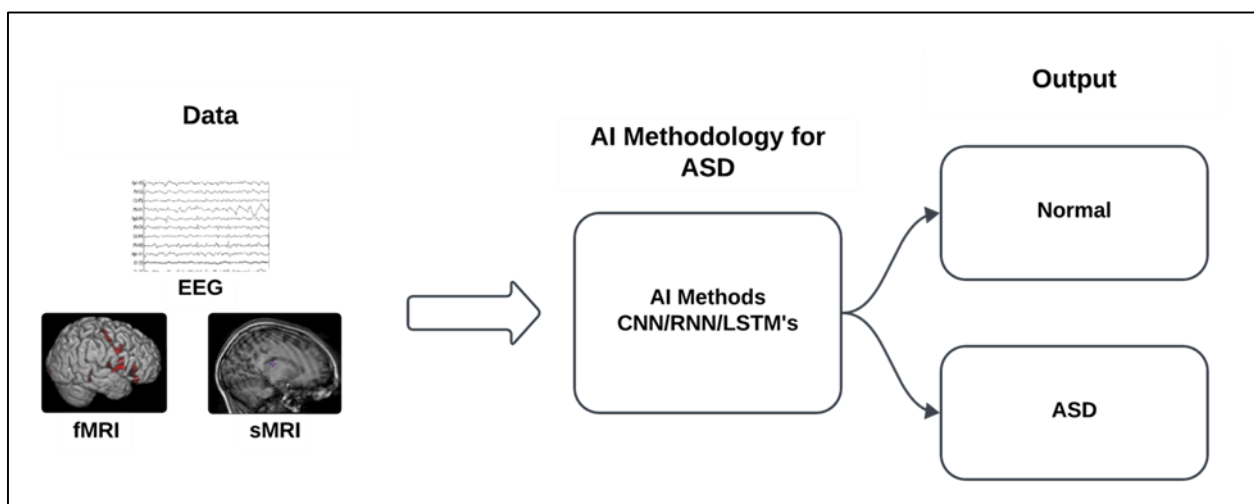 Data
EEG
fMRI
sMRI
AI Methodology for
ASD
AI Methods
CNN/RNN/LSTM's
Output
Normal
ASD